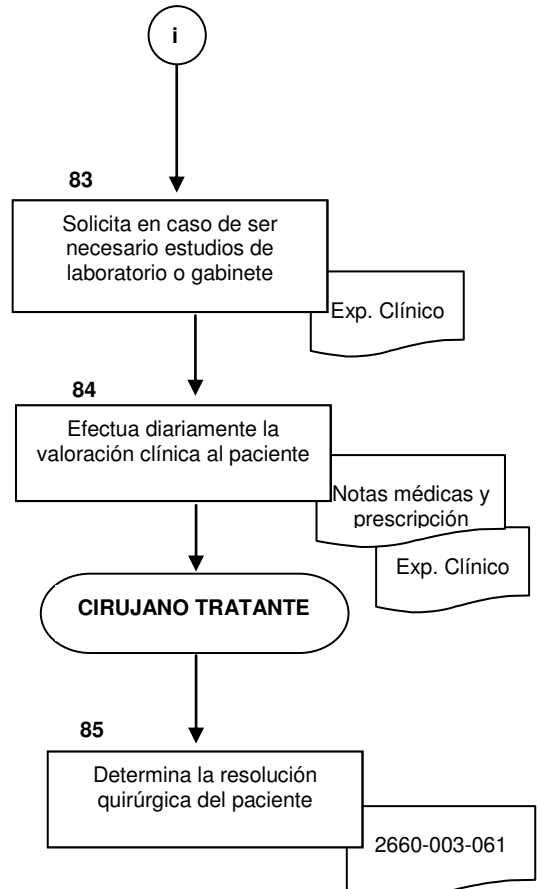 i
83
Solicita en caso de ser
necesario estudios de
laboratorio o gabinete
Exp. Clínico
84
Efectua diariamente la
valoración clínica al paciente
Notas médicas y
prescripción
Exp. Clínico
CIRUJANO TRATANTE
85
Determina la resolución
quirúrgica del paciente
2660-003-061